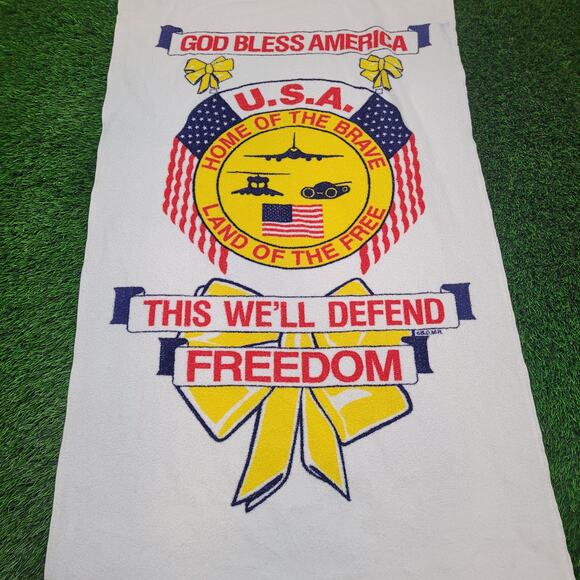 GOD BLESS AMERICA
U.S.A.
HOME OF THE BRAVE
LAND OF THE FREE
THIS WE'LL DEFEND
FREEDOM